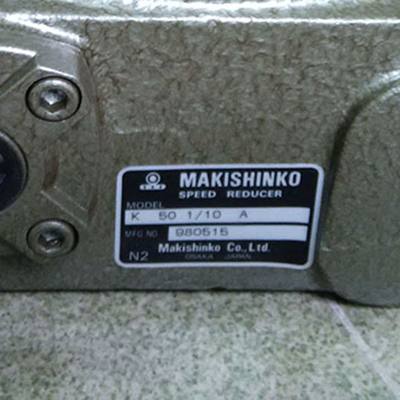 MAKISHINKO
SPEED REDUCER
MODEL
K 50 1/10 A
MFG.NO. 980515
N2 Makishinko Co., Ltd.
OSAKA JAPAN